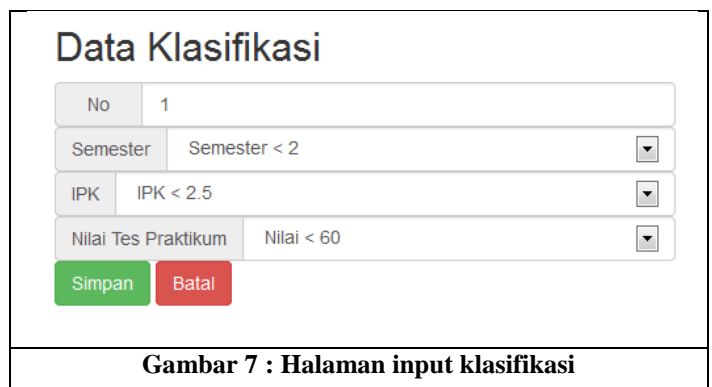 Data Klasifikasi
No 1
Semester Semester < 2
IPK IPK < 2.5
Nilai Tes Praktikum Nilai < 60
Simpan Batal
Gambar 7 : Halaman input klasifikasi